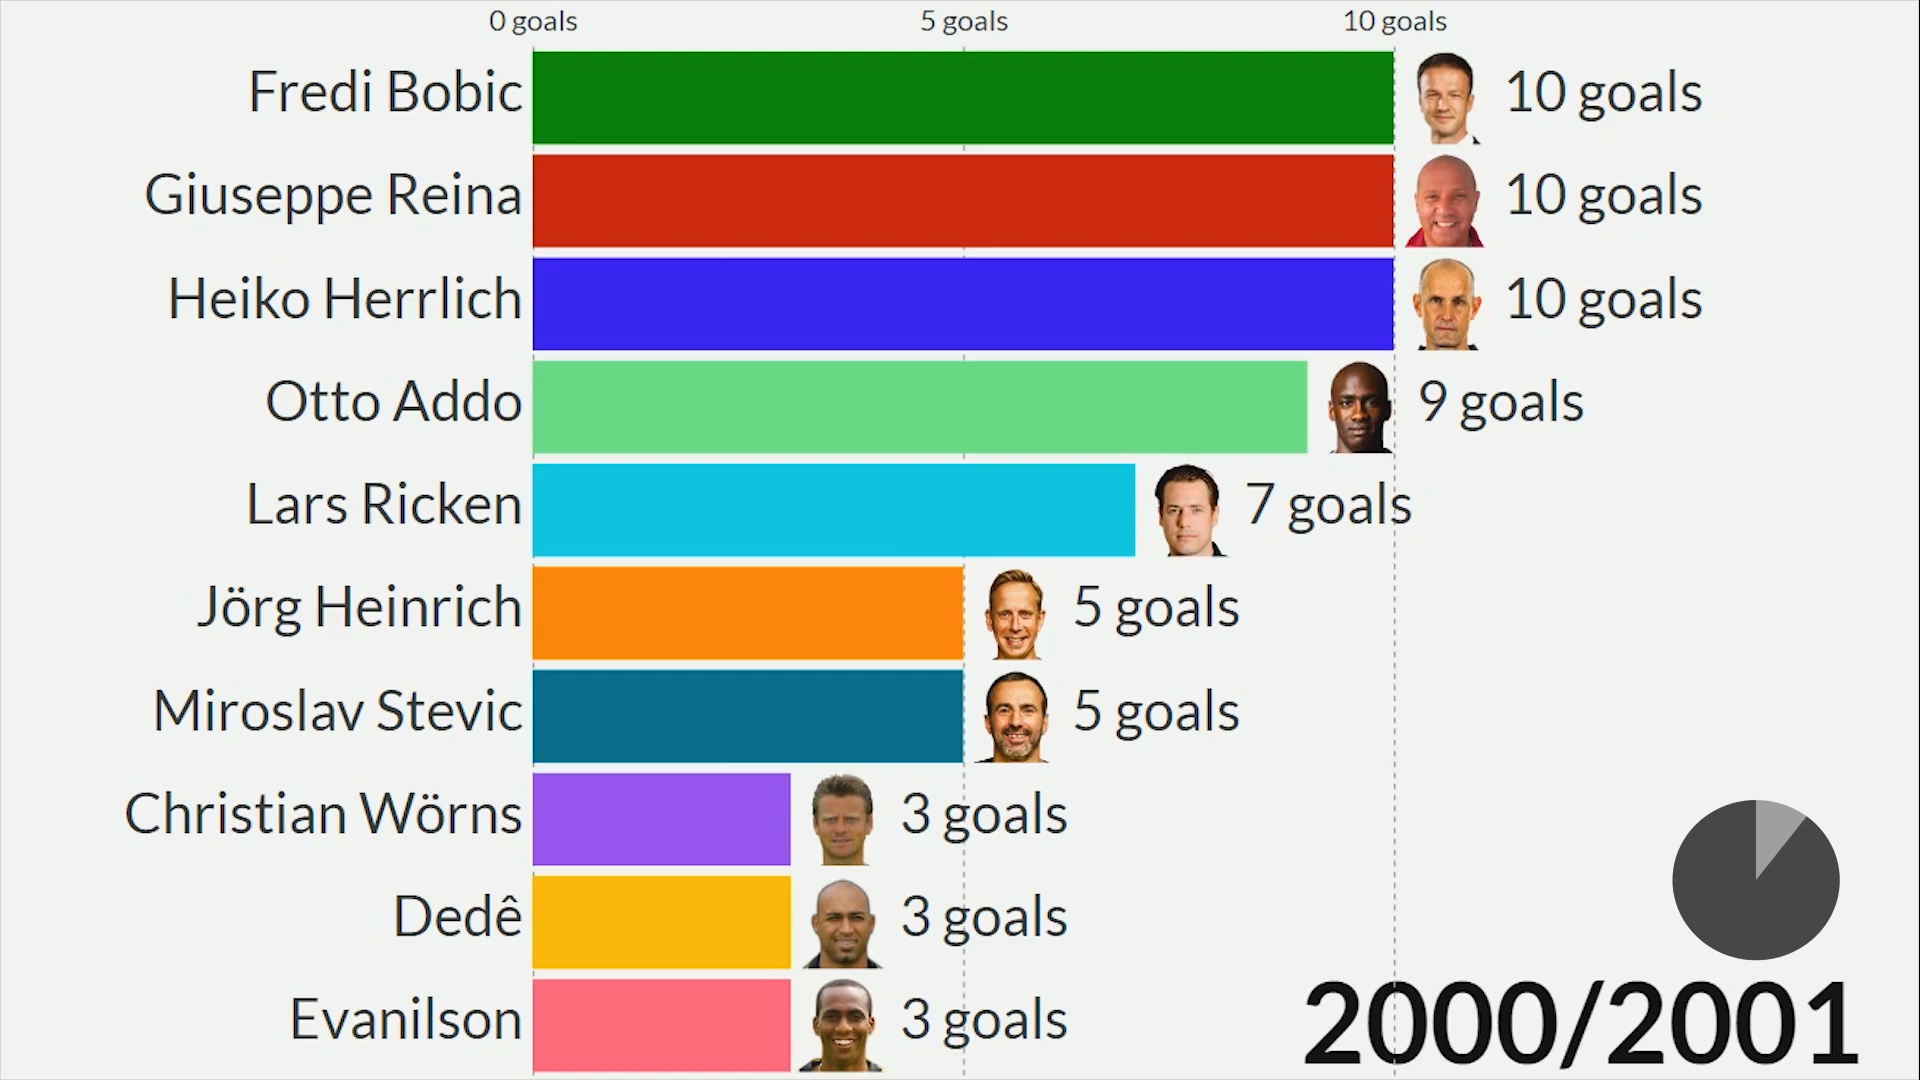 0 goals 5 goals 10 goals
Fredi Bobic 10 goals
Giuseppe Reina 10 goals
Heiko Herrlich 10 goals
Otto Addo 9 goals
Lars Ricken 7 goals
Jörg Heinrich 5 goals
Miroslav Stevic 5 goals
Christian Wörns 3 goals
Dedê 3 goals
Evanilson 3 goals
2000/2001